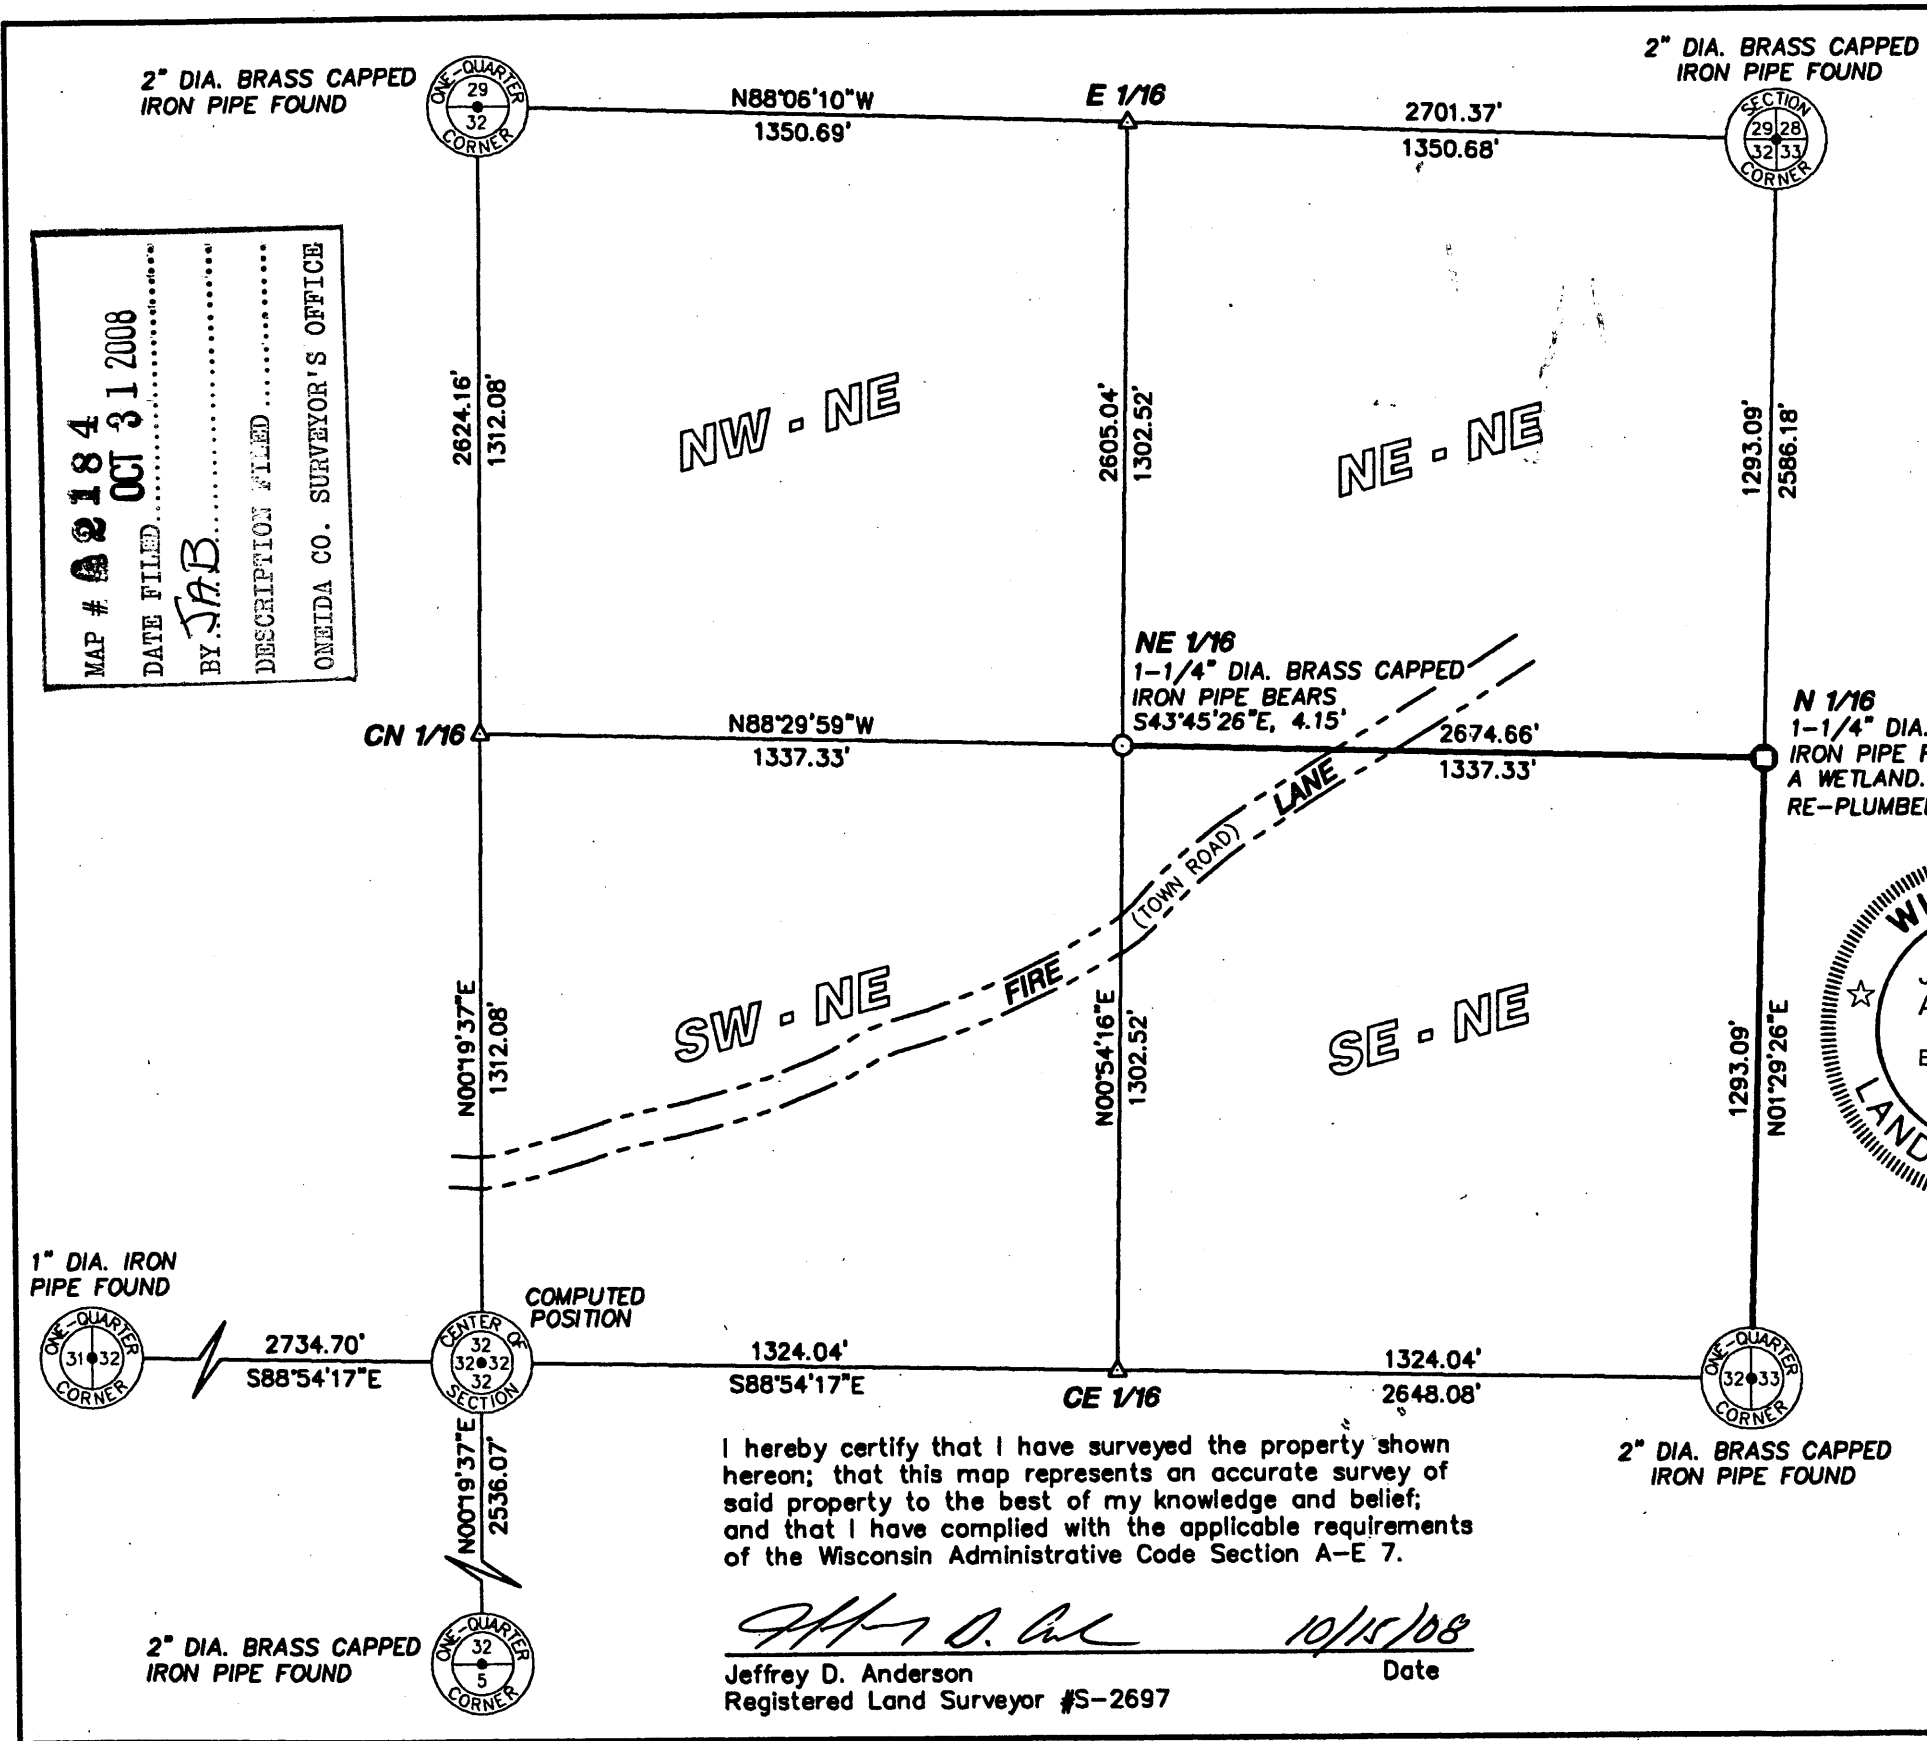 2" DIA. BRASS CAPPED
IRON PIPE FOUND
ONE-QUARTER
29
32
CORNER
N88°06'10"W
1350.69'
E 1/16
2701.37'
1350.68'
2" DIA. BRASS CAPPED
IRON PIPE FOUND
SECTION
29 28
32 33
CORNER
MAP # A2184
OCT 31 2008
DATE FILED
BY JAB
DESCRIPTION FILED
ONEIDA CO. SURVEYOR'S OFFICE
2624.16'
1312.08'
NW - NE
2605.04'
1302.52'
NE - NE
1293.09'
2586.18'
NE 1/16
1-1/4" DIA. BRASS CAPPED
IRON PIPE BEARS
S43°45'26"E, 4.15'
CN 1/16
N88°29'59"W
1337.33'
2674.66'
1337.33'
N 1/16
1-1/4" DIA.
IRON PIPE F
A WETLAND.
RE-PLUMBE
LANE
(TOWN ROAD)
FIRE
SW - NE
N00°19'37"E
1312.08'
N00°54'16"E
1302.52'
SE - NE
1293.09'
N01°29'26"E
WI
J
A
E
LAND
1" DIA. IRON
PIPE FOUND
ONE-QUARTER
31 32
CORNER
2734.70'
S88°54'17"E
CENTER OF
32
32 32
32
SECTION
COMPUTED
POSITION
1324.04'
S88°54'17"E
CE 1/16
1324.04'
2648.08'
ONE-QUARTER
32 33
CORNER
2" DIA. BRASS CAPPED
IRON PIPE FOUND
N00°19'37"E
2536.07'
I hereby certify that I have surveyed the property shown
hereon; that this map represents an accurate survey of
said property to the best of my knowledge and belief;
and that I have complied with the applicable requirements
of the Wisconsin Administrative Code Section A-E 7.
10/15/08
Jeffrey D. Anderson
Date
Registered Land Surveyor #S-2697
2" DIA. BRASS CAPPED
IRON PIPE FOUND
ONE-QUARTER
32
5
CORNER